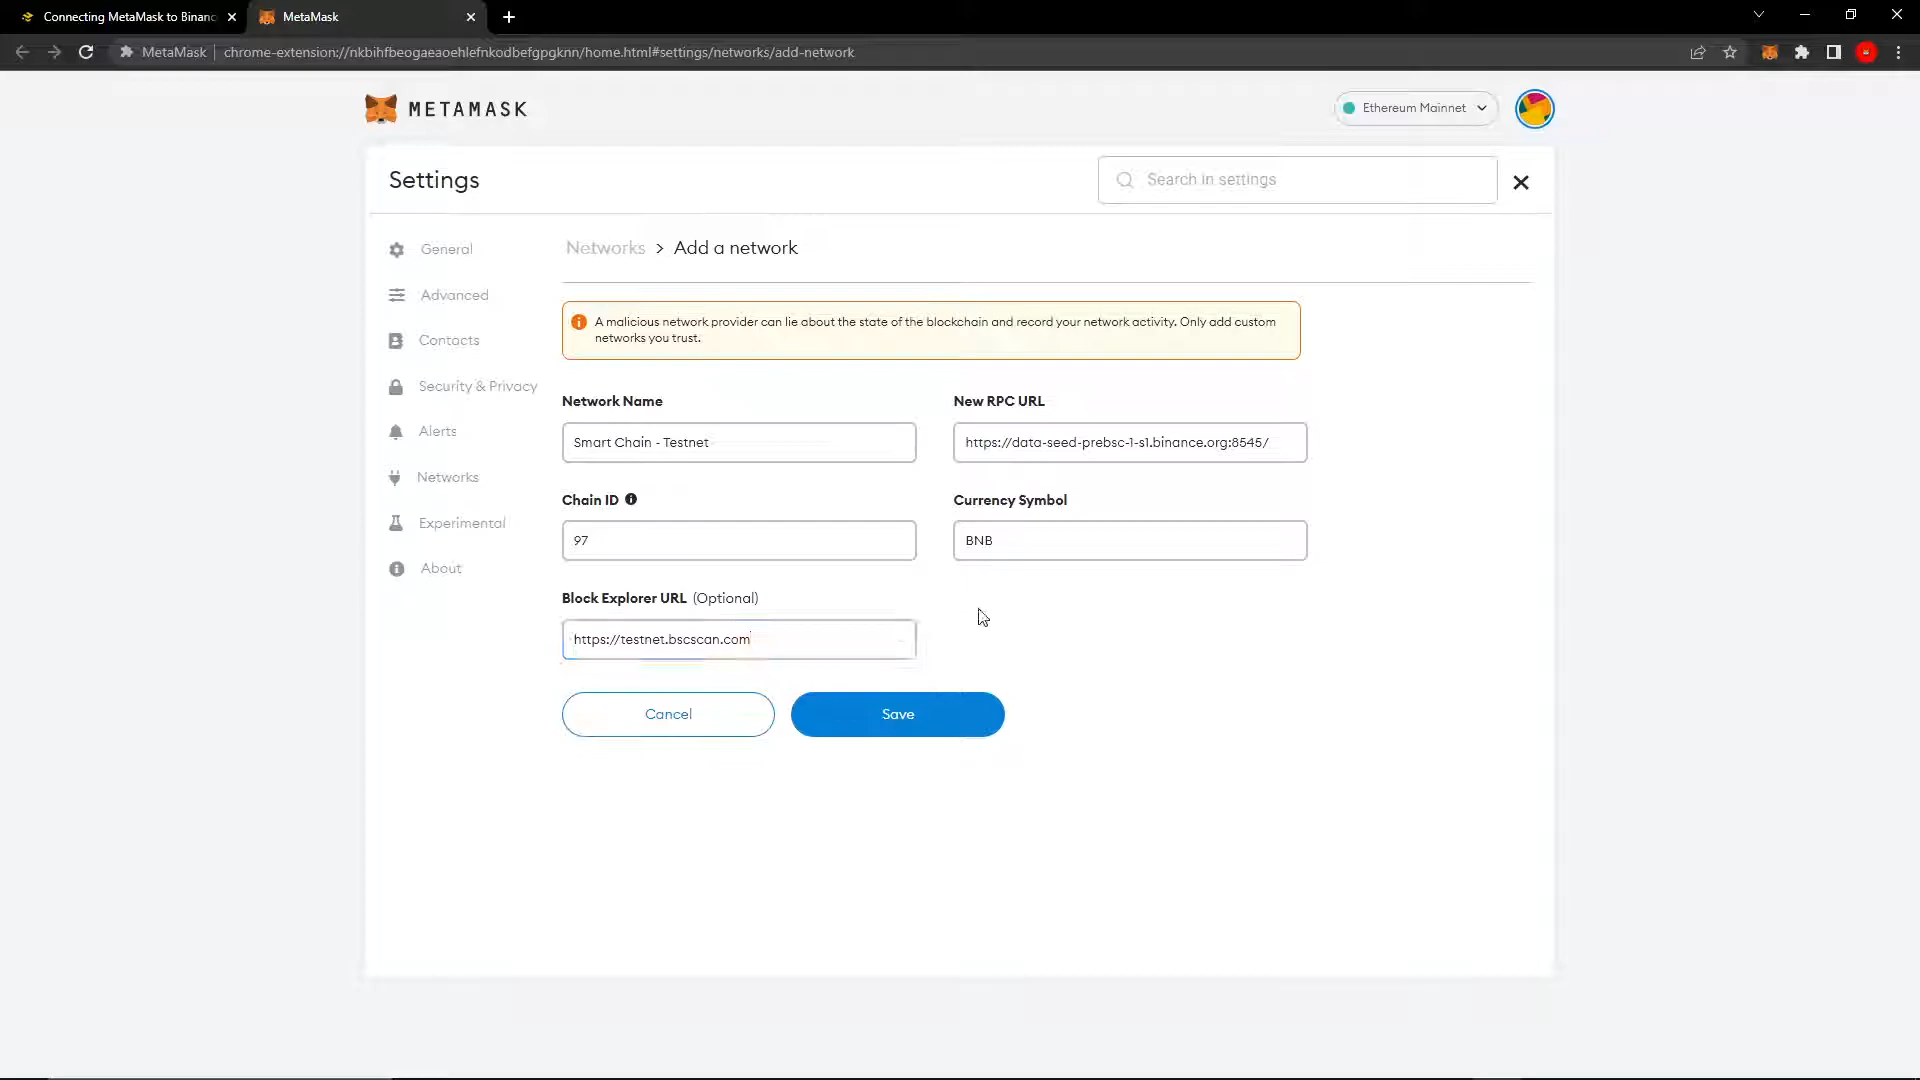 Connecting MetaMask to Binanc
MetaMask
MetaMask
chrome-extension://nkbihfbeogaeaoehlefnkodbefgpgknn/home.html#settings/networks/add-network
METAMASK
Ethereum Mainnet
Settings
Search in settings
General
Advanced
Contacts
Security & Privacy
Alerts
Networks
Experimental
About
Networks > Add a network
A malicious network provider can lie about the state of the blockchain and record your network activity. Only add custom
networks you trust.
Network Name
New RPC URL
Smart Chain - Testnet
https://data-seed-prebsc-1-s1.binance.org:8545/
Chain ID
Currency Symbol
97
BNB
Block Explorer URL (Optional)
https://testnet.bscscan.com
Cancel
Save